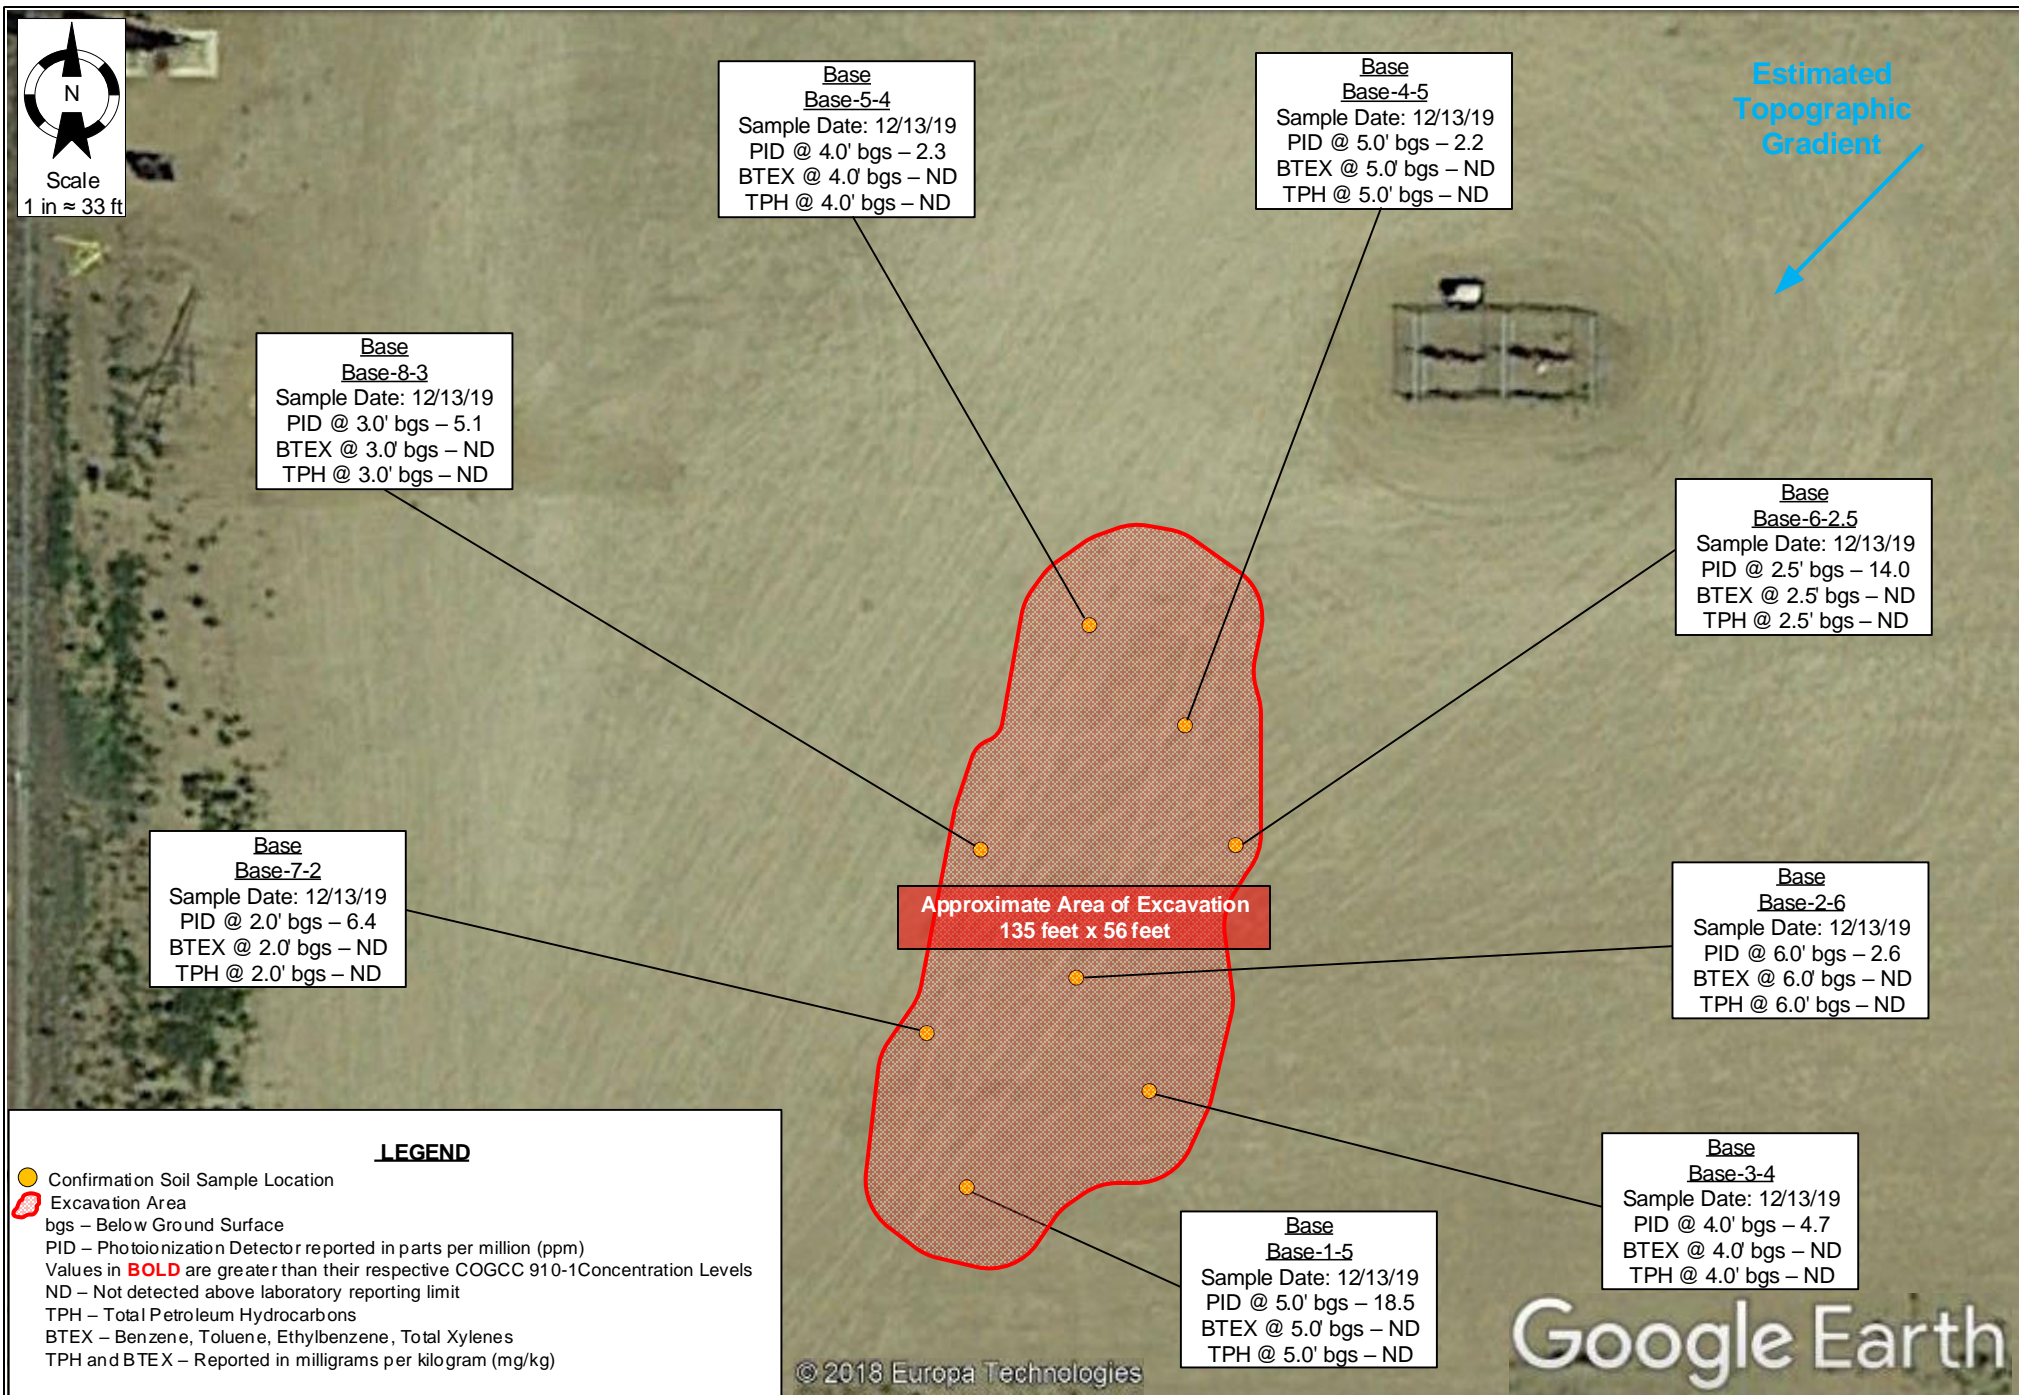 N
Scale
1 in ≈ 33 ft
Base
Base-5-4
Sample Date: 12/13/19
PID @ 4.0' bgs – 2.3
BTEX @ 4.0' bgs – ND
TPH @ 4.0' bgs – ND
Base
Base-4-5
Sample Date: 12/13/19
PID @ 5.0' bgs – 2.2
BTEX @ 5.0' bgs – ND
TPH @ 5.0' bgs – ND
Estimated
Topographic
Gradient
Base
Base-8-3
Sample Date: 12/13/19
PID @ 3.0' bgs – 5.1
BTEX @ 3.0' bgs – ND
TPH @ 3.0' bgs – ND
Base
Base-6-2.5
Sample Date: 12/13/19
PID @ 2.5' bgs – 14.0
BTEX @ 2.5' bgs – ND
TPH @ 2.5' bgs – ND
Base
Base-7-2
Sample Date: 12/13/19
PID @ 2.0' bgs – 6.4
BTEX @ 2.0' bgs – ND
TPH @ 2.0' bgs – ND
Approximate Area of Excavation
135 feet x 56 feet
Base
Base-2-6
Sample Date: 12/13/19
PID @ 6.0' bgs – 2.6
BTEX @ 6.0' bgs – ND
TPH @ 6.0' bgs – ND
Base
Base-3-4
Sample Date: 12/13/19
PID @ 4.0' bgs – 4.7
BTEX @ 4.0' bgs – ND
TPH @ 4.0' bgs – ND
Base
Base-1-5
Sample Date: 12/13/19
PID @ 5.0' bgs – 18.5
BTEX @ 5.0' bgs – ND
TPH @ 5.0' bgs – ND
LEGEND
Confirmation Soil Sample Location
Excavation Area
bgs – Below Ground Surface
PID – Photoionization Detector reported in parts per million (ppm)
Values in BOLD are greater than their respective COGCC 910-1Concentration Levels
ND – Not detected above laboratory reporting limit
TPH – Total Petroleum Hydrocarbons
BTEX – Benzene, Toluene, Ethylbenzene, Total Xylenes
TPH and BTEX – Reported in milligrams per kilogram (mg/kg)
© 2018 Europa Technologies
Google Earth